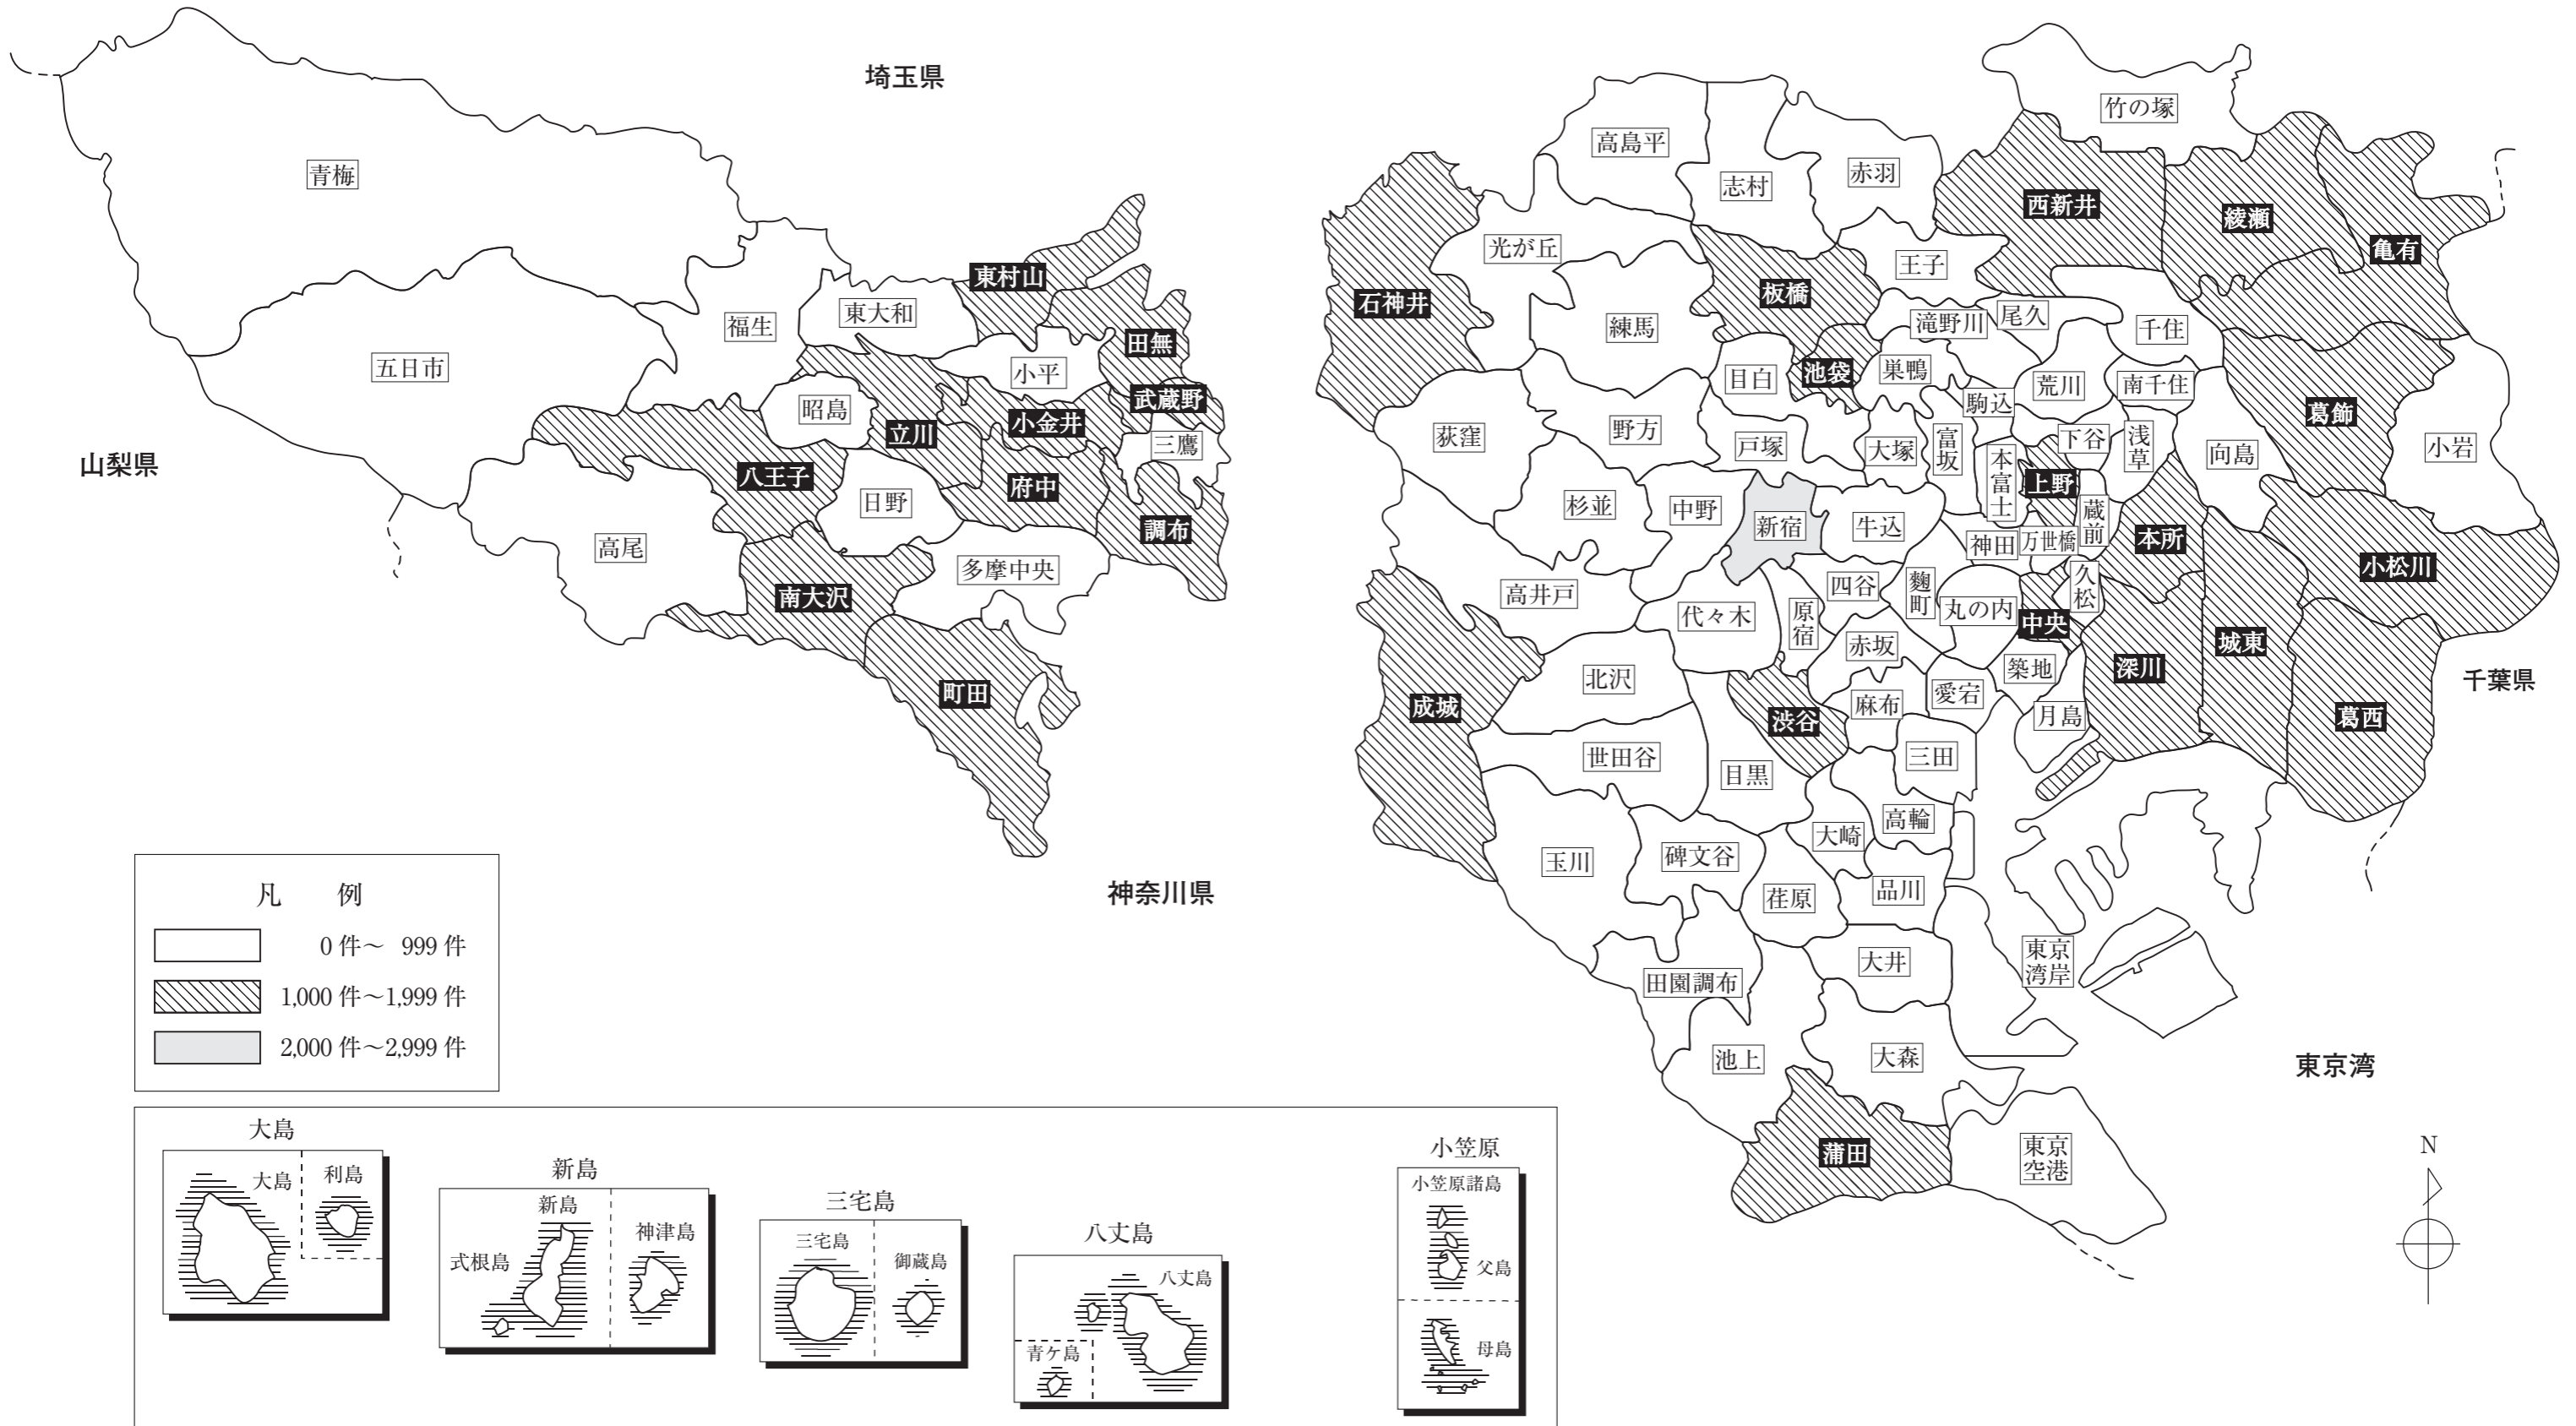 埼玉県
山梨県
神奈川県
千葉県
東京湾
青梅
五日市
福生
東大和
東村山
田無
小平
武蔵野
三鷹
昭島
立川
小金井
八王子
日野
府中
調布
高尾
南大沢
多摩中央
町田
竹の塚
高島平
志村
赤羽
西新井
綾瀬
亀有
光が丘
石神井
板橋
王子
練馬
滝野川
尾久
千住
目白
池袋
巣鴨
駒込
荒川
南千住
葛飾
小岩
荻窪
野方
戸塚
大塚
富坂
本富士
下谷
浅草
向島
上野
杉並
中野
新宿
牛込
神田
万世橋
蔵前
本所
小松川
高井戸
代々木
原宿
四谷
麴町
丸の内
中央
久松
赤坂
築地
深川
城東
葛西
北沢
成城
渋谷
麻布
愛宕
月島
世田谷
目黒
三田
高輪
大崎
玉川
碑文谷
荏原
品川
東京
湾岸
大井
田園調布
池上
大森
蒲田
東京
空港
凡 例
0件～ 999件
1,000件～1,999件
2,000件～2,999件
大島
大島
利島
新島
新島
式根島
神津島
三宅島
三宅島
御蔵島
八丈島
八丈島
青ケ島
小笠原
小笠原諸島
父島
母島
N